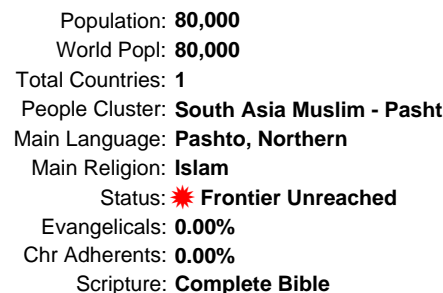 Population: 80,000
World Popl: 80,000
Total Countries: 1
People Cluster: South Asia Muslim - Pasht
Main Language: Pashto, Northern
Main Religion: Islam
Status: Frontier Unreached
Evangelicals: 0.00%
Chr Adherents: 0.00%
Scripture: Complete Bible